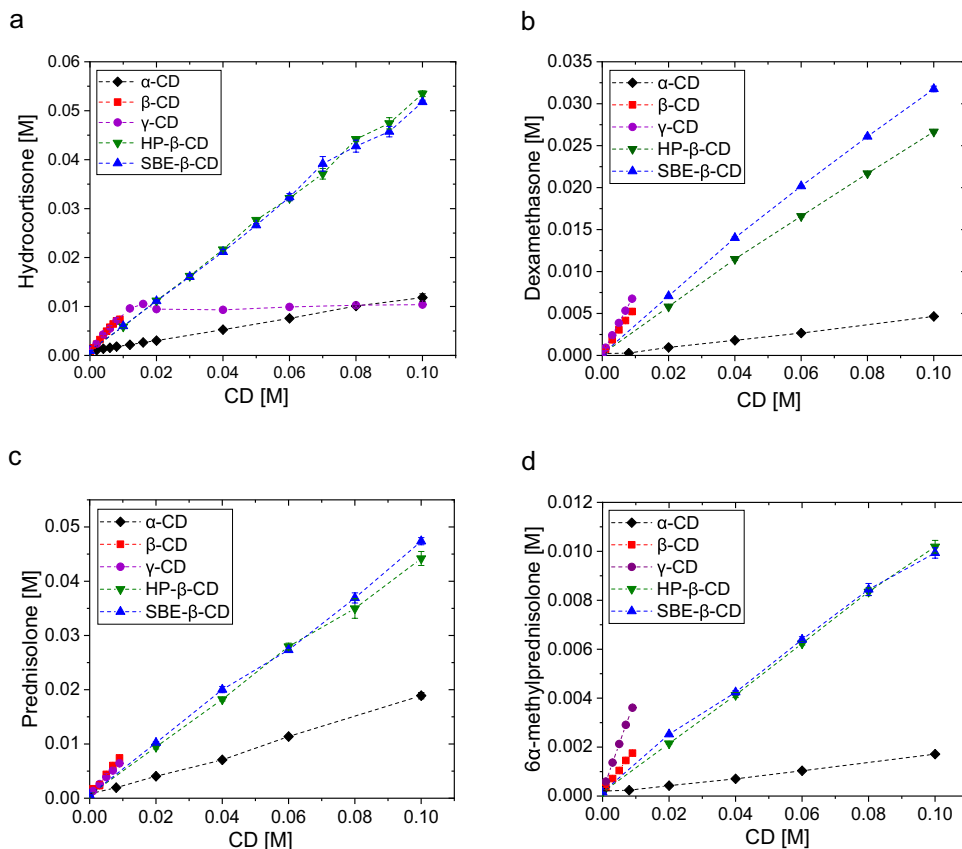 a
0.06
0.05
0.04
0.03
0.02
0.01
0.00
Hydrocortisone [M]
α-CD
β-CD
γ-CD
HP-β-CD
SBE-β-CD
0.00 0.02 0.04 0.06 0.08 0.10
CD [M]
b
0.035
0.030
0.025
0.020
0.015
0.010
0.005
0.000
Dexamethasone [M]
α-CD
β-CD
γ-CD
HP-β-CD
SBE-β-CD
0.00 0.02 0.04 0.06 0.08 0.10
CD [M]
c
0.05
0.04
0.03
0.02
0.01
0.00
Prednisolone [M]
α-CD
β-CD
γ-CD
HP-β-CD
SBE-β-CD
0.00 0.02 0.04 0.06 0.08 0.10
CD [M]
d
0.012
0.010
0.008
0.006
0.004
0.002
0.000
6α-methylprednisolone [M]
α-CD
β-CD
γ-CD
HP-β-CD
SBE-β-CD
0.00 0.02 0.04 0.06 0.08 0.10
CD [M]